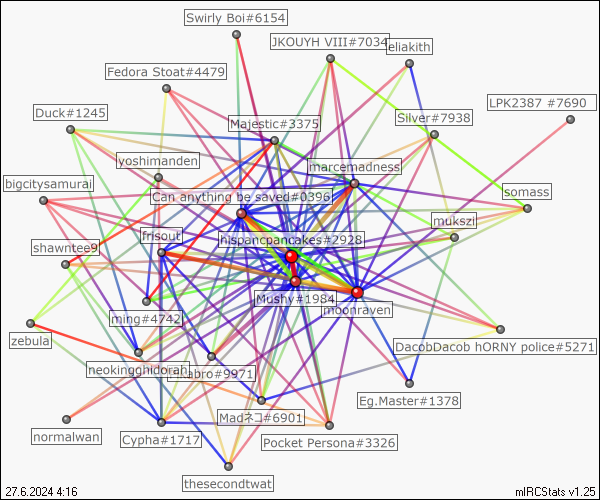 Swirly Boi#6154
JKOUYH VIII#7034
eliakith
Fedora Stoat#4479
LPK2387 #7690
Duck#1245
Majestic#3375
Silver#7938
yoshimanden
marcemadness
bigcitysamurai
Can anything be saved#0396
somass
mukszi
frisout
hispancpancakes#2928
shawntee9
Mushy#1984
moonraven
ming#4742
zebula
DacobDacob hORNY police#5271
neokingghidorah
abro#9971
Eg.Master#1378
Madネコ#6901
normalwan
Cypha#1717
Pocket Persona#3326
thesecondtwat
27.6.2024 4:16
mIRCStats v1.25